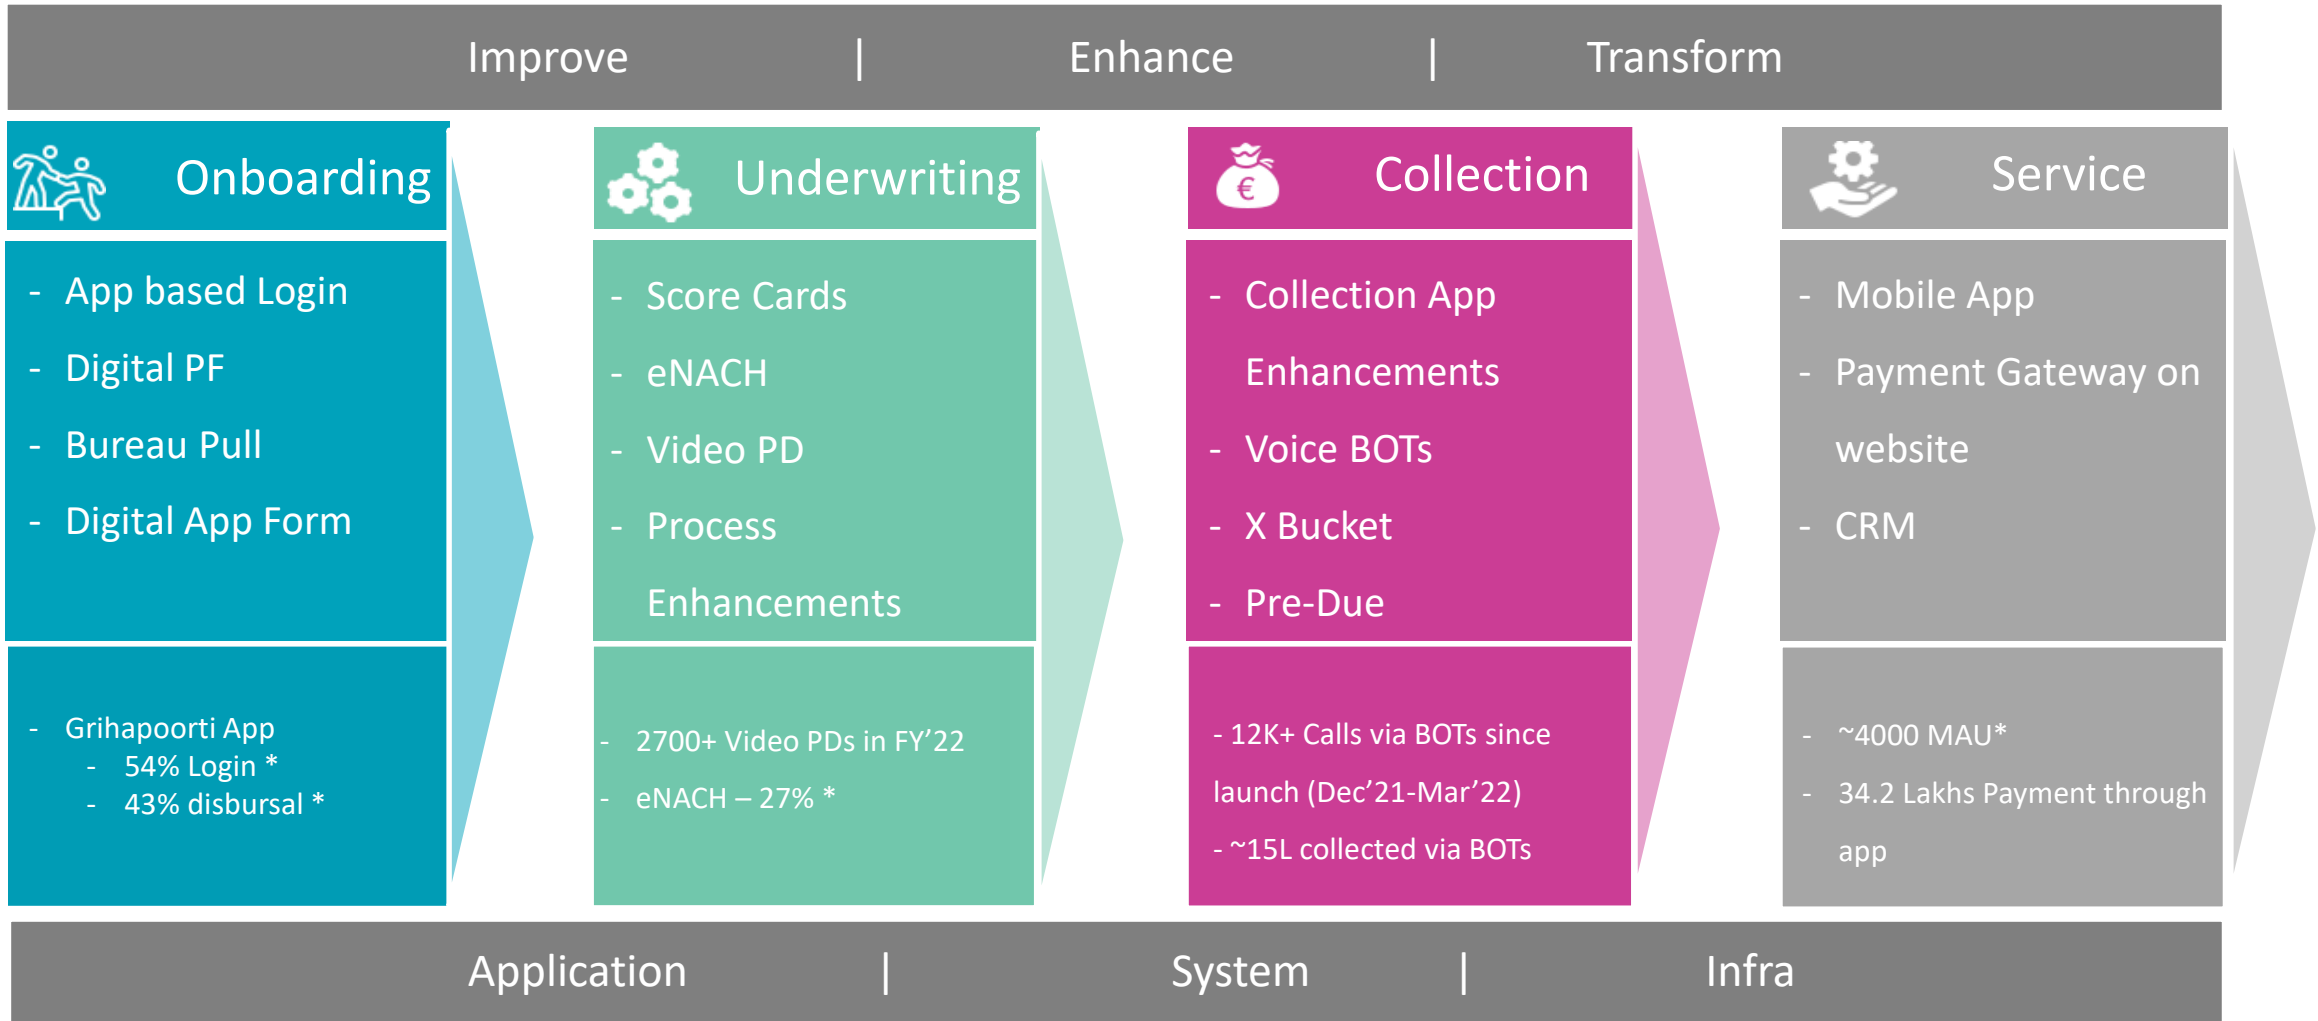 Improve | Enhance | Transform
Onboarding
- App based Login
- Digital PF
- Bureau Pull
- Digital App Form
- Grihapoorti App
- 54% Login *
- 43% disbursal *
Underwriting
- Score Cards
- eNACH
- Video PD
- Process
Enhancements
- 2700+ Video PDs in FY’22
- eNACH – 27% *
€
Collection
- Collection App
Enhancements
- Voice BOTs
- X Bucket
- Pre-Due
- 12K+ Calls via BOTs since
launch (Dec’21-Mar’22)
- ~15L collected via BOTs
Service
- Mobile App
- Payment Gateway on
website
- CRM
- ~4000 MAU*
- 34.2 Lakhs Payment through
app
Application | System | Infra